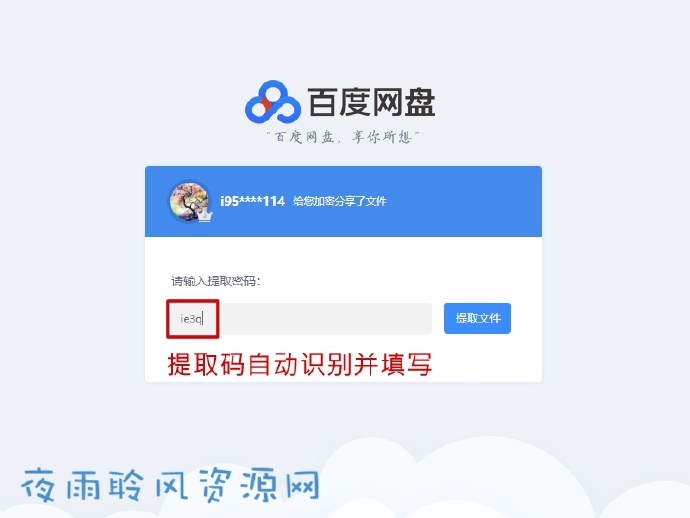 百度网盘
"百度网盘，享你所想"
i95****114 给您加密分享了文件
请输入提取密码：
ie3q
提取文件
提取码自动识别并填写
夜雨聆风资源网